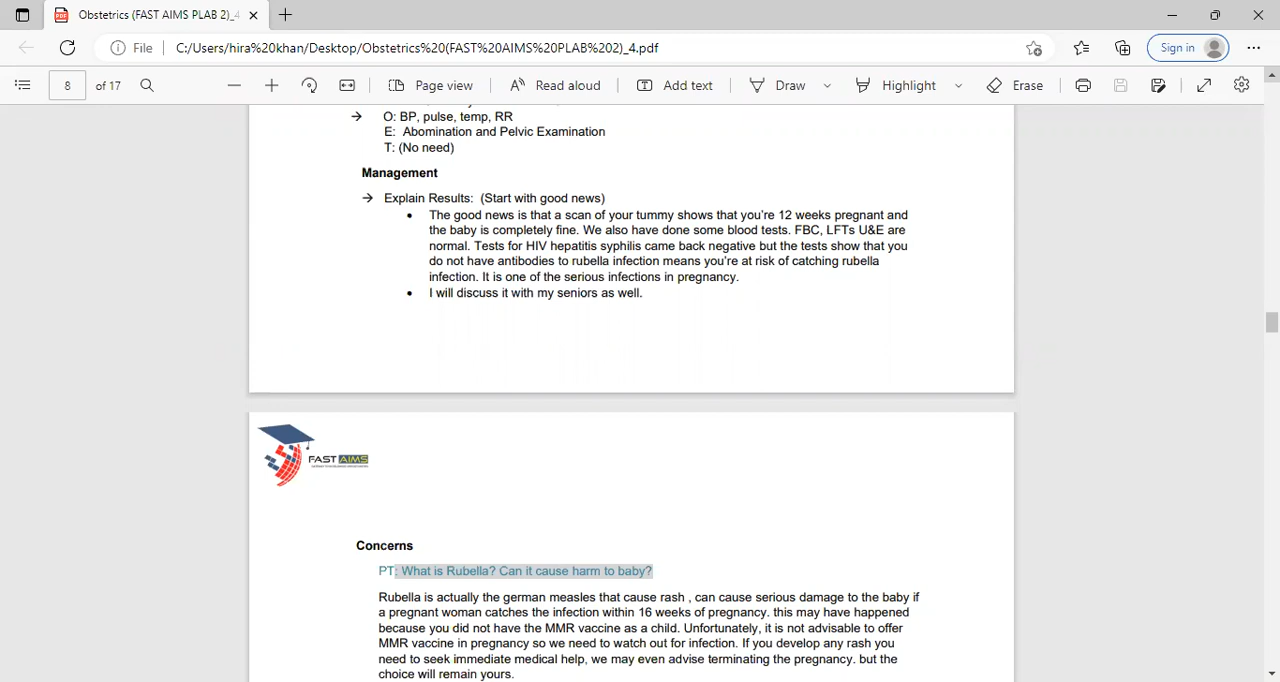 Obstetrics (FAST AIMS PLAB 2)_4
File C:/Users/hira%20khan/Desktop/Obstetrics%20(FAST%20AIMS%20PLAB%202)_4.pdf Sign in
8 of 17 Page view Read aloud Add text Draw Highlight Erase
→ O: BP, pulse, temp, RR
E: Abomination and Pelvic Examination
T: (No need)
Management
→ Explain Results: (Start with good news)
• The good news is that a scan of your tummy shows that you're 12 weeks pregnant and
the baby is completely fine. We also have done some blood tests. FBC, LFTs U&E are
normal. Tests for HIV hepatitis syphilis came back negative but the tests show that you
do not have antibodies to rubella infection means you're at risk of catching rubella
infection. It is one of the serious infections in pregnancy.
• I will discuss it with my seniors as well.
FAST AIMS
Concerns
PT: What is Rubella? Can it cause harm to baby?
Rubella is actually the german measles that cause rash , can cause serious damage to the baby if
a pregnant woman catches the infection within 16 weeks of pregnancy. this may have happened
because you did not have the MMR vaccine as a child. Unfortunately, it is not advisable to offer
MMR vaccine in pregnancy so we need to watch out for infection. If you develop any rash you
need to seek immediate medical help, we may even advise terminating the pregnancy. but the
choice will remain yours.